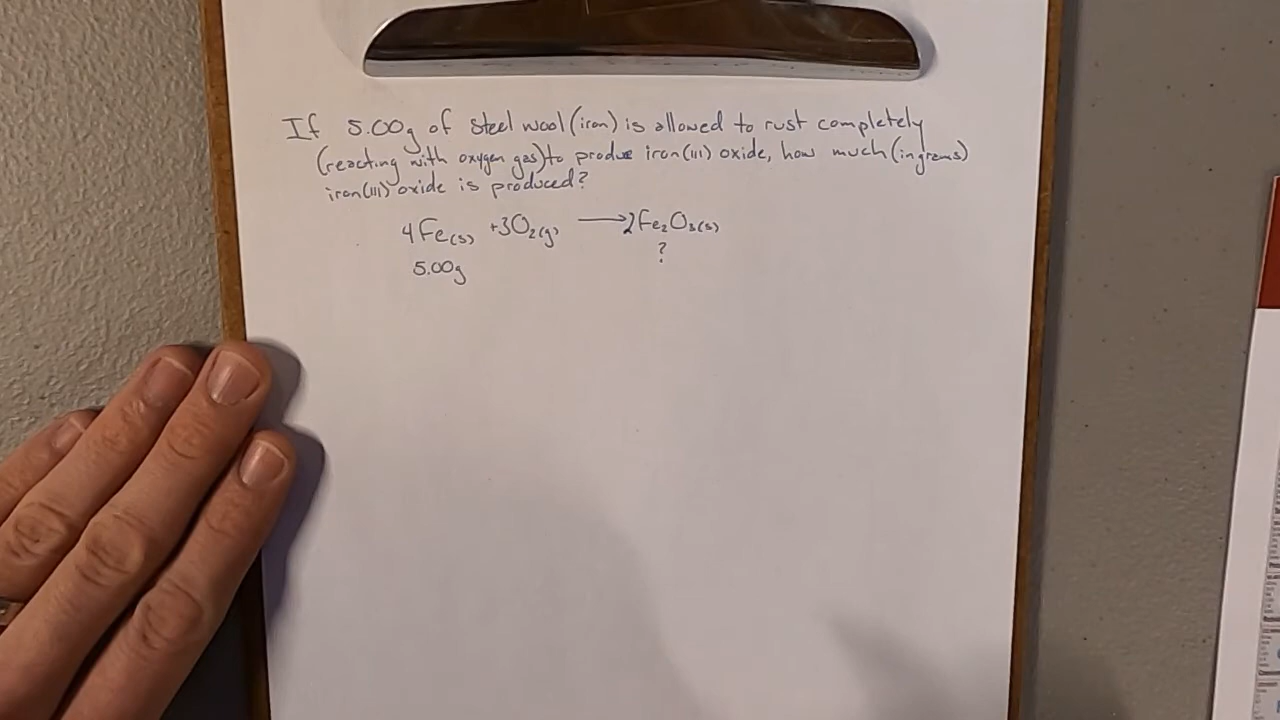 If 5.00g of steel wool (iron) is allowed to rust completely
(reacting with oxygen gas) to produce iron (III) oxide, how much (in grams)
iron (III) oxide is produced?
4Fe(s) + 3O₂(g) ⟶ 2Fe₂O₃(s)
5.00g ?